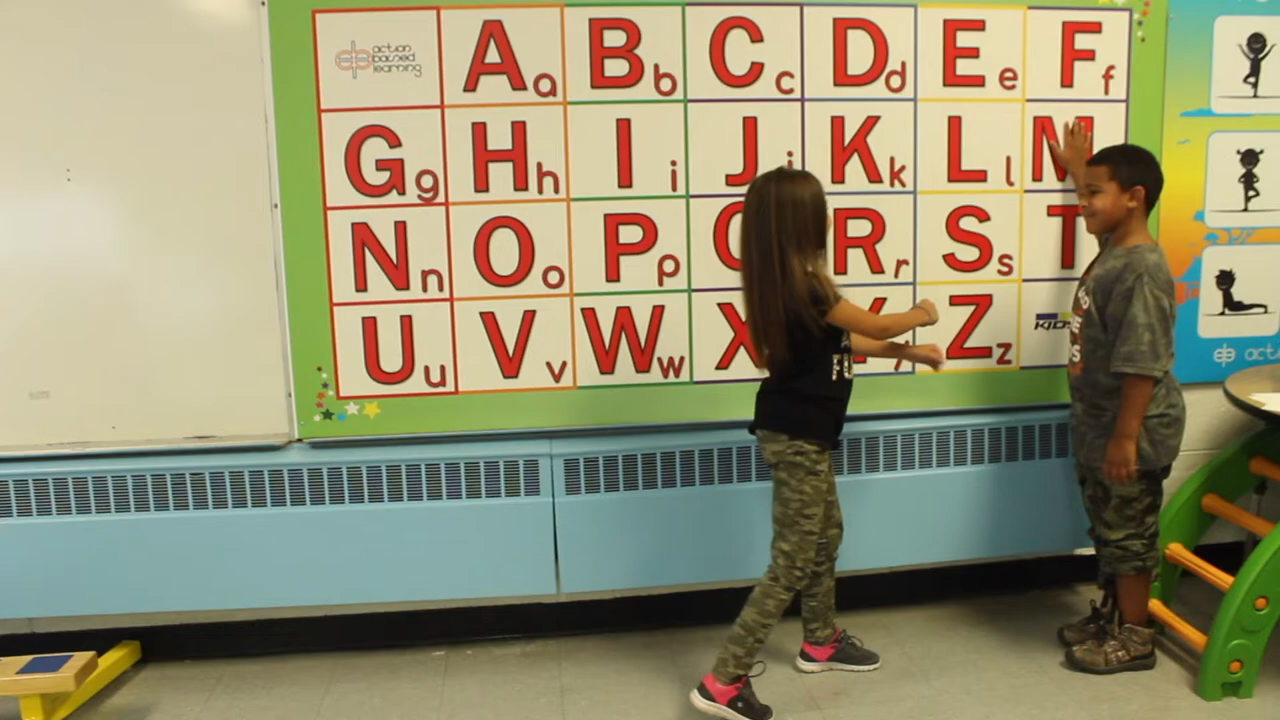 action based learning A a B b C c D d E e F f
G g H h I i J j K k L l M
N n O o P p R r S s T
U u V v W w X Z z KIDS